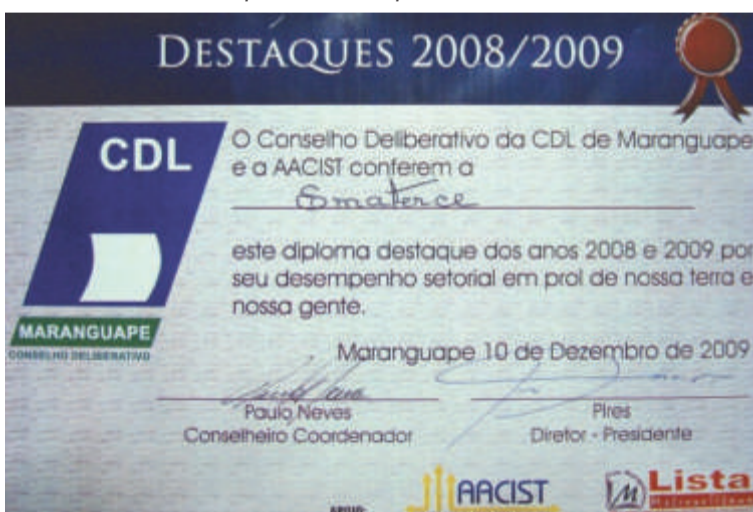 DESTAQUES 2008/2009
CDL
O Conselho Deliberativo da CDL de Maranguape
e a AACIST conferem a
Ematerce
este diploma destaque dos anos 2008 e 2009 por
seu desempenho setorial em prol de nossa terra e
nossa gente.
MARANGUAPE
CONSELHO DELIBERATIVO
Maranguape 10 de Dezembro de 2009
Paulo Neves
Conselheiro Coordenador
Pires
Diretor - Presidente
APOIO:
AACIST
M Lista